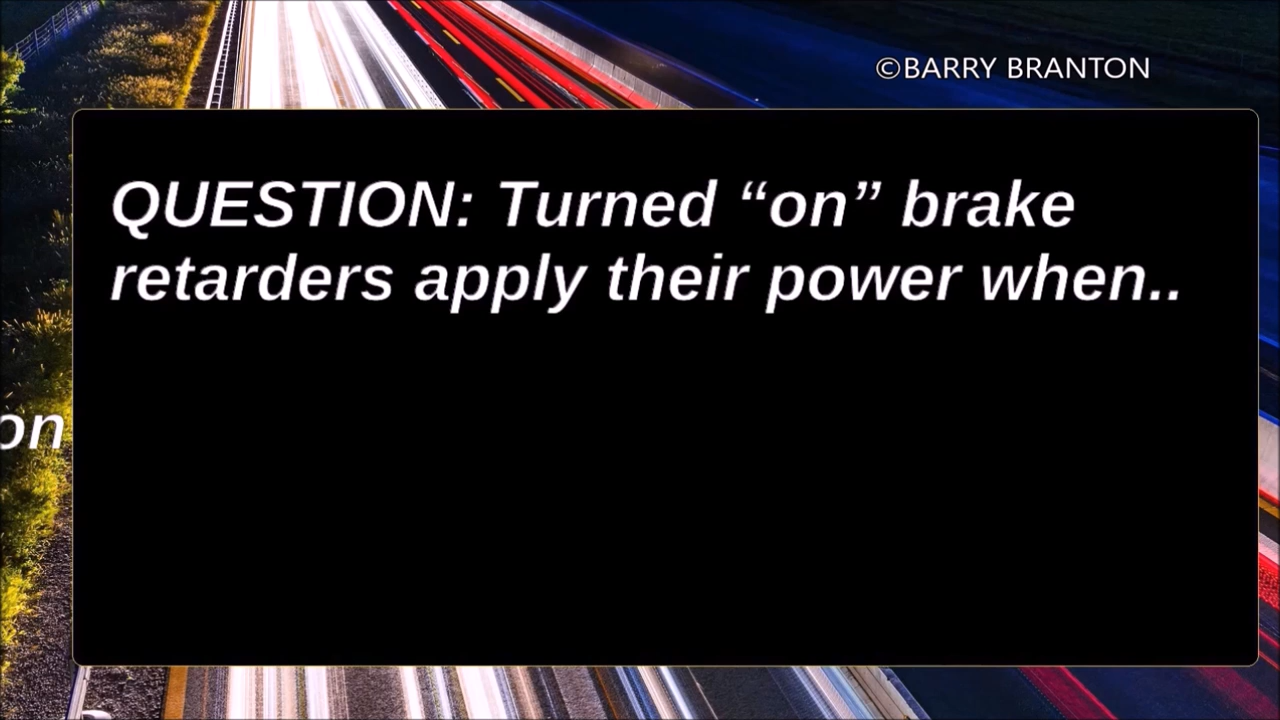 ©BARRY BRANTON
QUESTION: Turned “on” brake
retarders apply their power when..
on